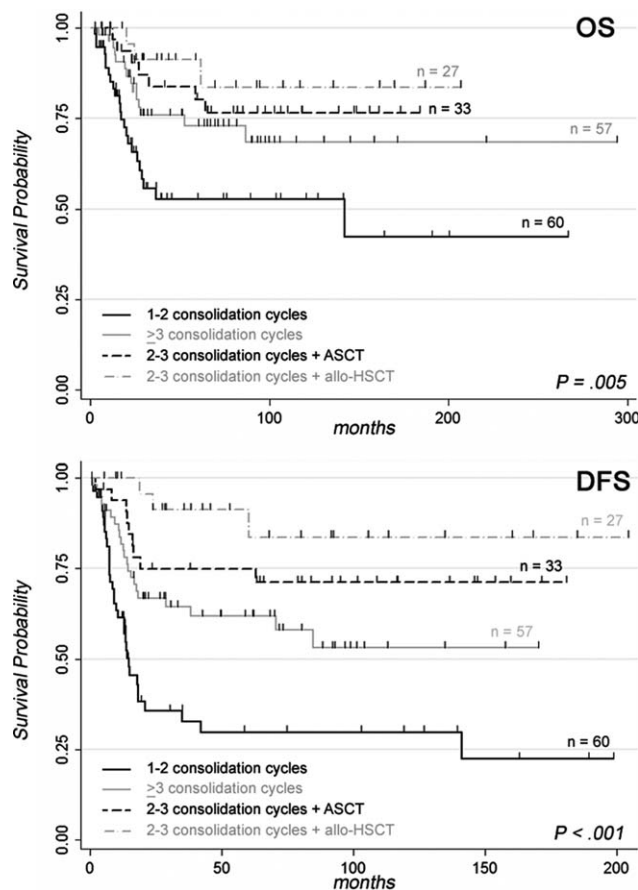 OS
1.00
0.75
0.50
0.25
0.00
Survival Probability
n = 27
n = 33
n = 57
n = 60
1-2 consolidation cycles
≥3 consolidation cycles
2-3 consolidation cycles + ASCT
2-3 consolidation cycles + allo-HSCT
P = .005
0
100
200
300
months
DFS
1.00
0.75
0.50
0.25
0.00
Survival Probability
n = 27
n = 33
n = 57
n = 60
1-2 consolidation cycles
≥3 consolidation cycles
2-3 consolidation cycles + ASCT
2-3 consolidation cycles + allo-HSCT
P < .001
0
50
100
150
200
months